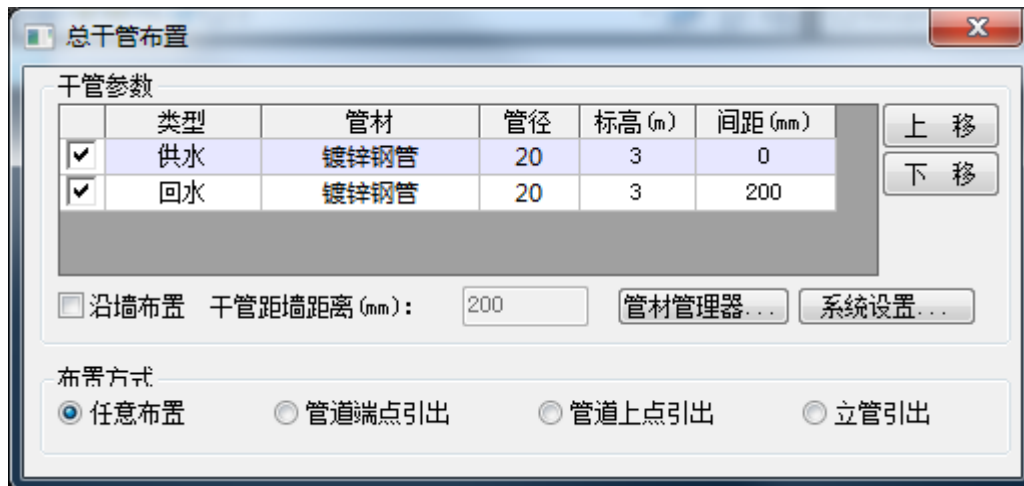 总干管布置
干管参数
类型 管材 管径 标高(m) 间距(mm)
供水 镀锌钢管 20 3 0
回水 镀锌钢管 20 3 200
上 移
下 移
沿墙布置 干管距墙距离(mm): 200 管材管理器... 系统设置...
布置方式
任意布置 管道端点引出 管道上点引出 立管引出